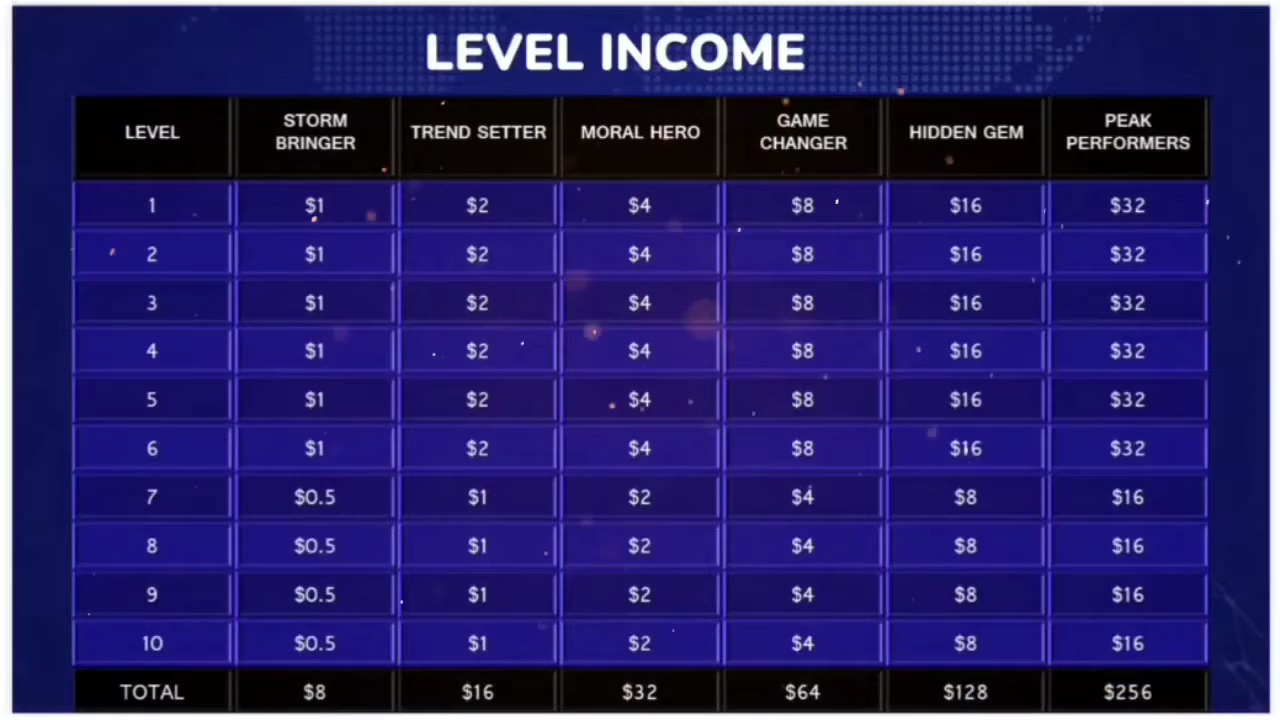 LEVEL INCOME
LEVEL STORM BRINGER TREND SETTER MORAL HERO GAME CHANGER HIDDEN GEM PEAK PERFORMERS
1 $1 $2 $4 $8 $16 $32
2 $1 $2 $4 $8 $16 $32
3 $1 $2 $4 $8 $16 $32
4 $1 $2 $4 $8 $16 $32
5 $1 $2 $4 $8 $16 $32
6 $1 $2 $4 $8 $16 $32
7 $0.5 $1 $2 $4 $8 $16
8 $0.5 $1 $2 $4 $8 $16
9 $0.5 $1 $2 $4 $8 $16
10 $0.5 $1 $2 $4 $8 $16
TOTAL $8 $16 $32 $64 $128 $256